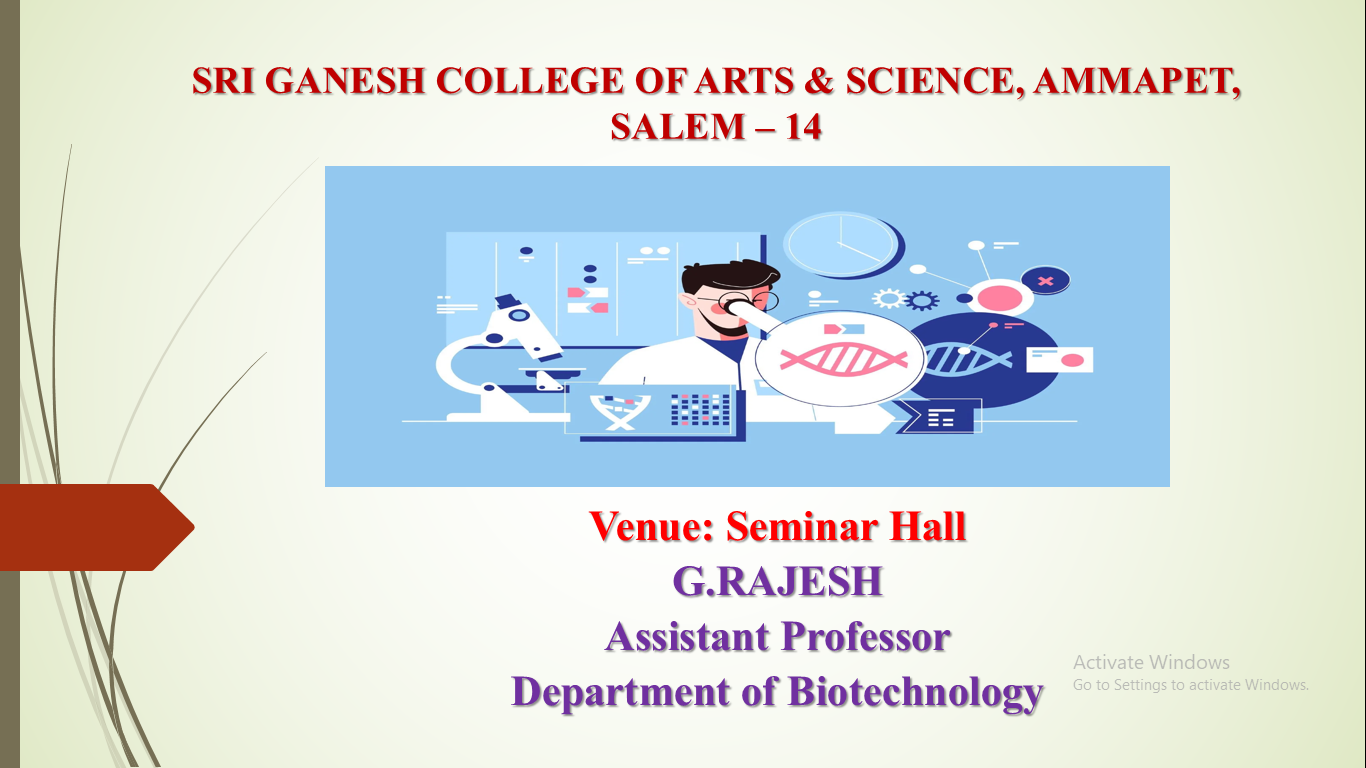 SRI GANESH COLLEGE OF ARTS & SCIENCE, AMMAPET,
SALEM – 14
Venue: Seminar Hall
G.RAJESH
Assistant Professor
Department of Biotechnology
Activate Windows
Go to Settings to activate Windows.